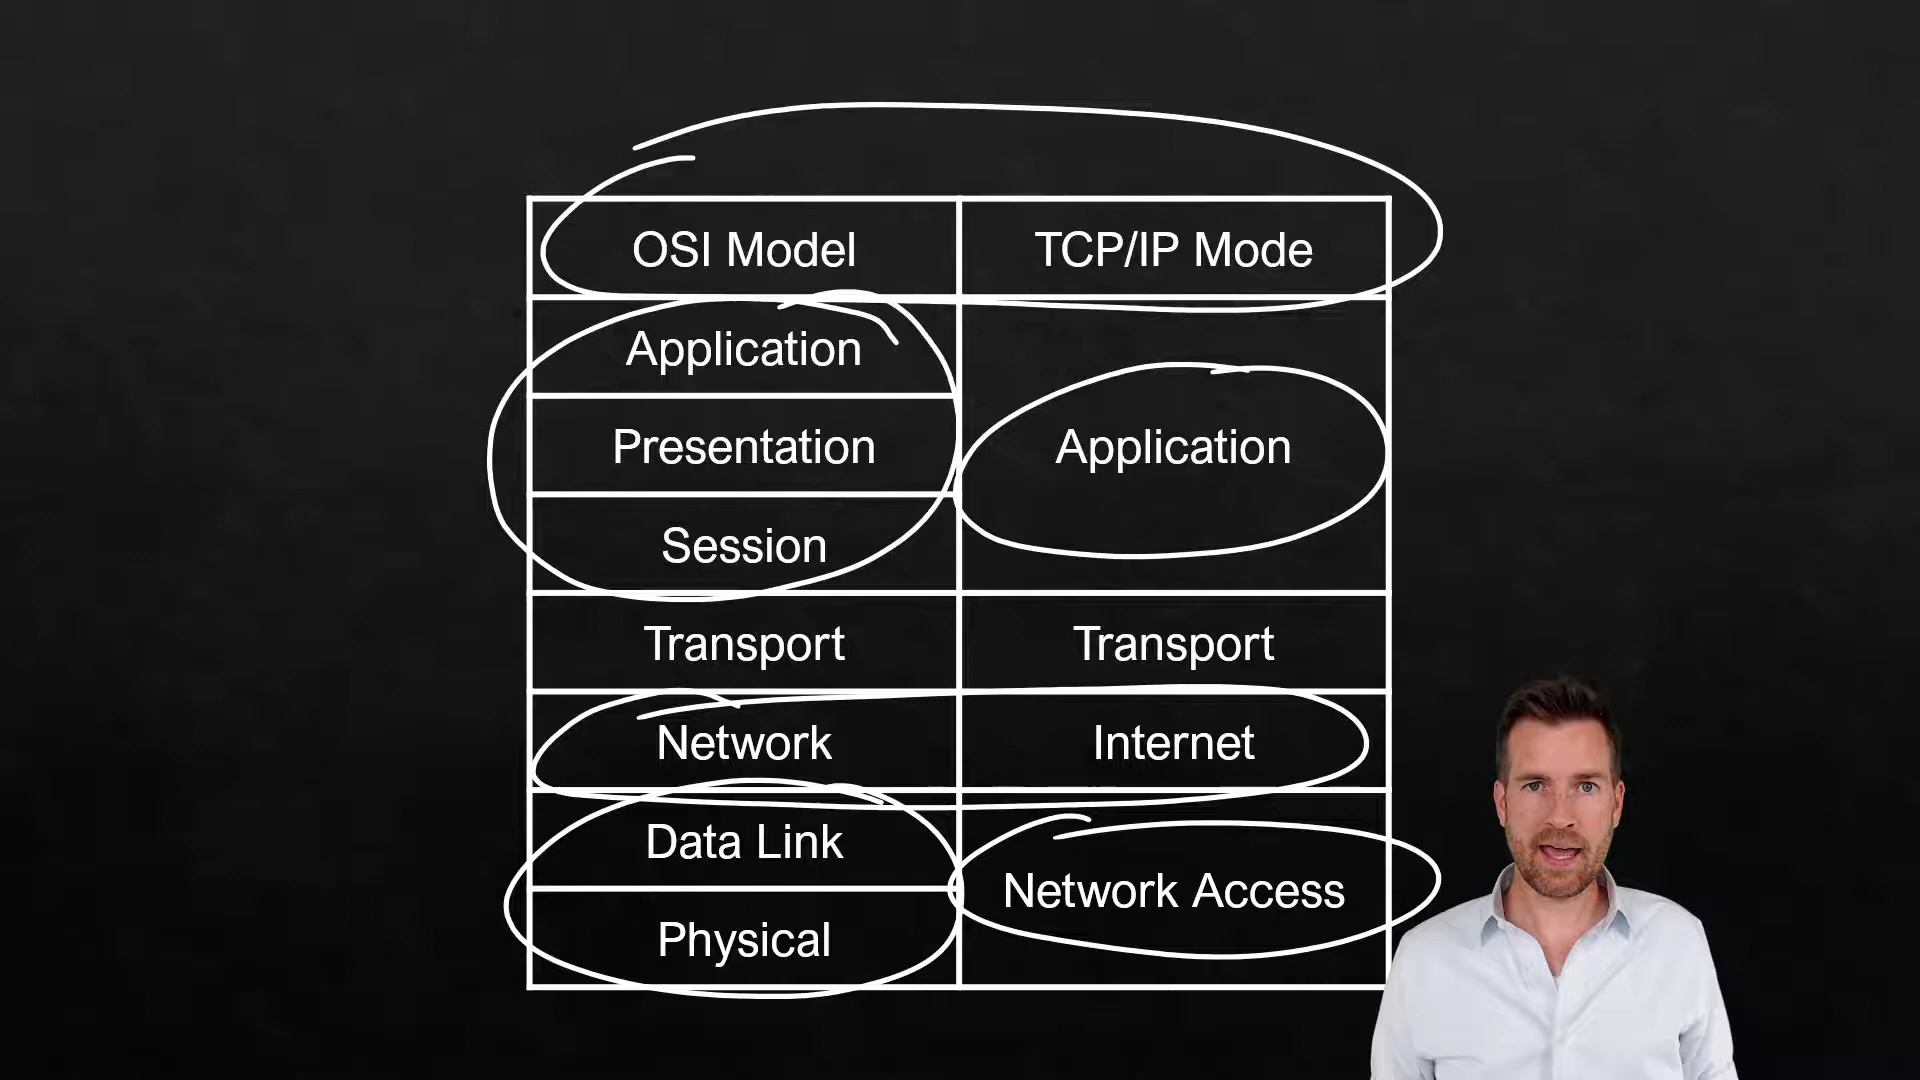 OSI Model TCP/IP Mode
Application
Presentation Application
Session
Transport Transport
Network Internet
Data Link
Network Access
Physical